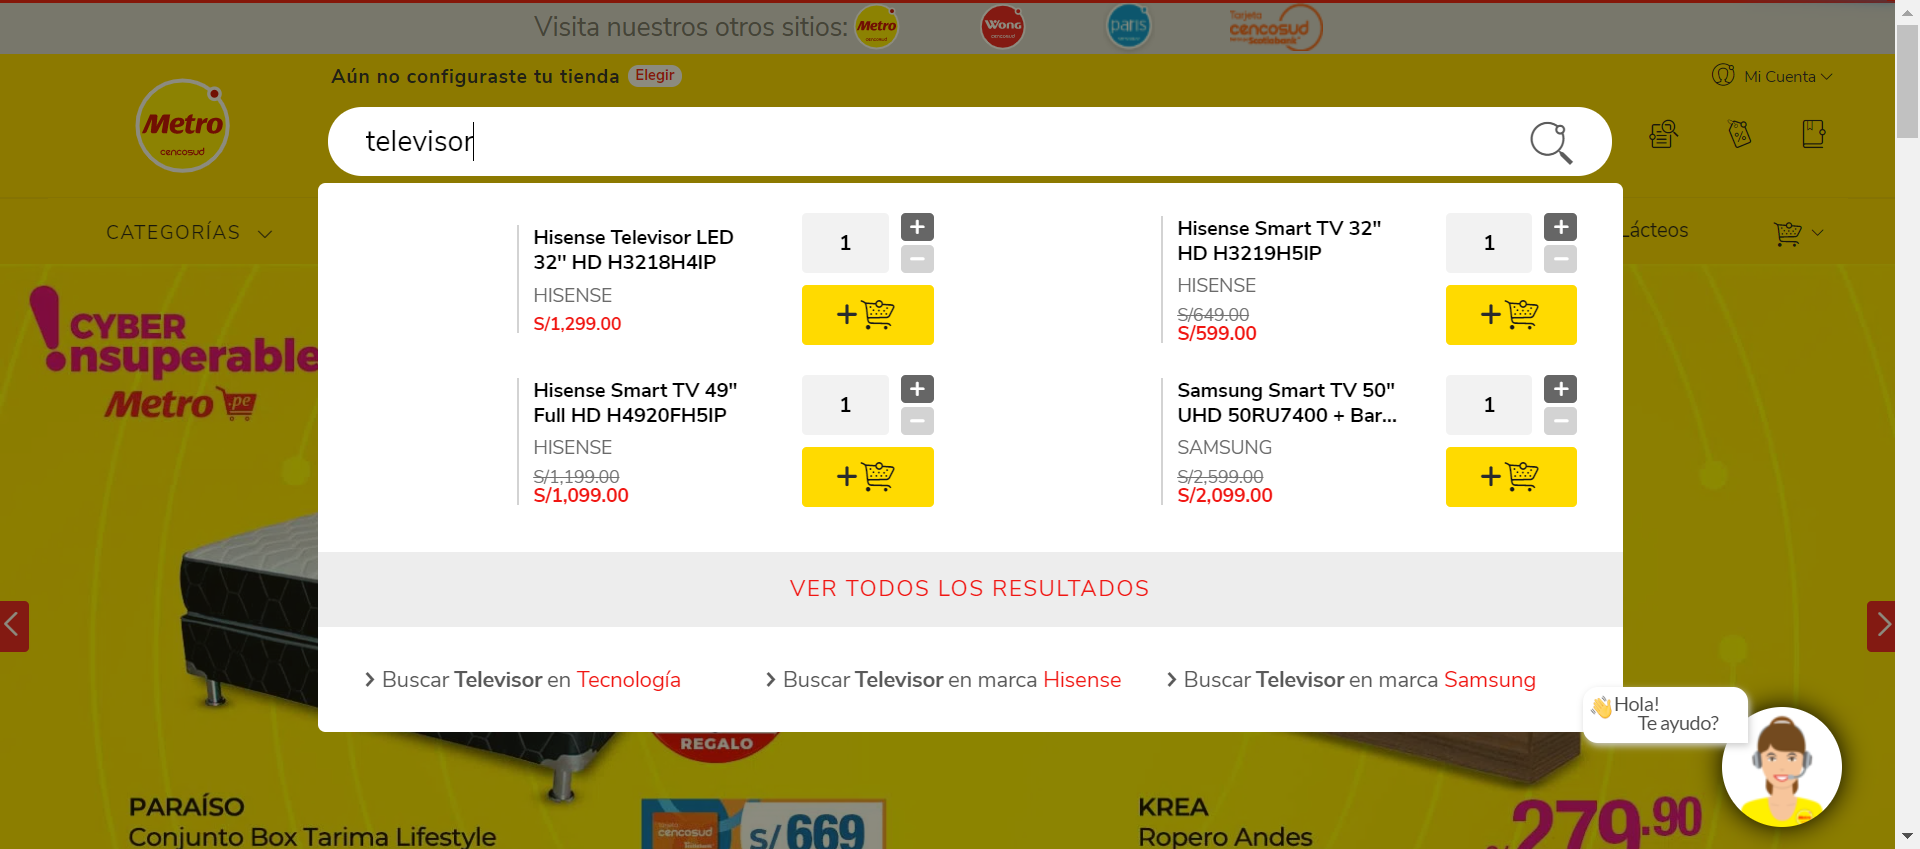 Visita nuestros otros sitios:
Metro
cencosud
Wong
cencosud
paris
cencosud
Tarjeta
cencosud
Scotiabank
Aún no configuraste tu tienda
Elegir
Mi Cuenta
Metro
cencosud
televisor
CATEGORÍAS
Lácteos
Hisense Televisor LED
32'' HD H3218H4IP
HISENSE
S/1,299.00
1
+
−
+
Hisense Smart TV 32"
HD H3219H5IP
HISENSE
S/649.00
S/599.00
1
+
−
+
Hisense Smart TV 49"
Full HD H4920FH5IP
HISENSE
S/1,199.00
S/1,099.00
1
+
−
+
Samsung Smart TV 50"
UHD 50RU7400 + Bar...
SAMSUNG
S/2,599.00
S/2,099.00
1
+
−
+
VER TODOS LOS RESULTADOS
Buscar Televisor en Tecnología
Buscar Televisor en marca Hisense
Buscar Televisor en marca Samsung
CYBER
!nsuperable
Metro .pe
REGALO
Hola!
Te ayudo?
PARAÍSO
Conjunto Box Tarima Lifestyle
cencosud
S/669
KREA
Ropero Andes
279.90